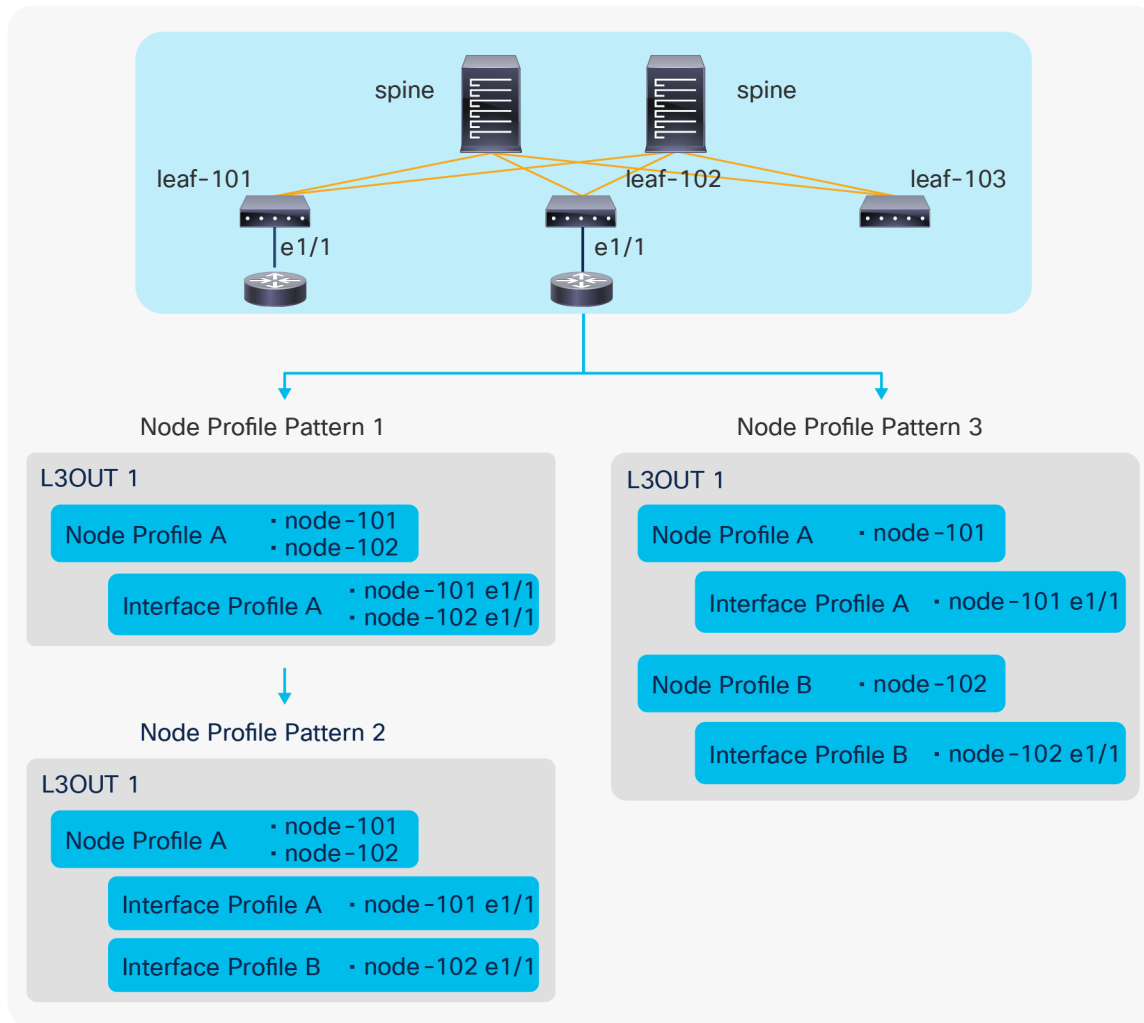 spine
spine
leaf-101
leaf-102
leaf-103
e1/1
e1/1
Node Profile Pattern 1
L3OUT 1
Node Profile A
· node-101
· node-102
Interface Profile A
· node-101 e1/1
· node-102 e1/1
Node Profile Pattern 2
L3OUT 1
Node Profile A
· node-101
· node-102
Interface Profile A · node-101 e1/1
Interface Profile B · node-102 e1/1
Node Profile Pattern 3
L3OUT 1
Node Profile A · node-101
Interface Profile A · node-101 e1/1
Node Profile B · node-102
Interface Profile B · node-102 e1/1